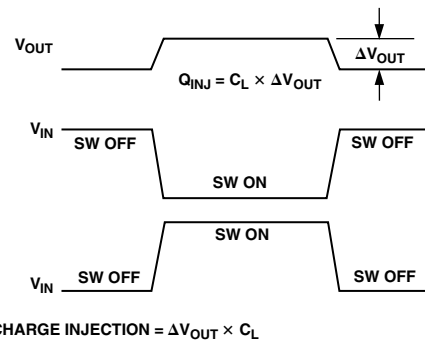 V_OUT
ΔV_OUT
Q_INJ = C_L × ΔV_OUT
V_IN
SW OFF
SW OFF
SW ON
SW ON
V_IN
SW OFF
SW OFF
CHARGE INJECTION = ΔV_OUT × C_L